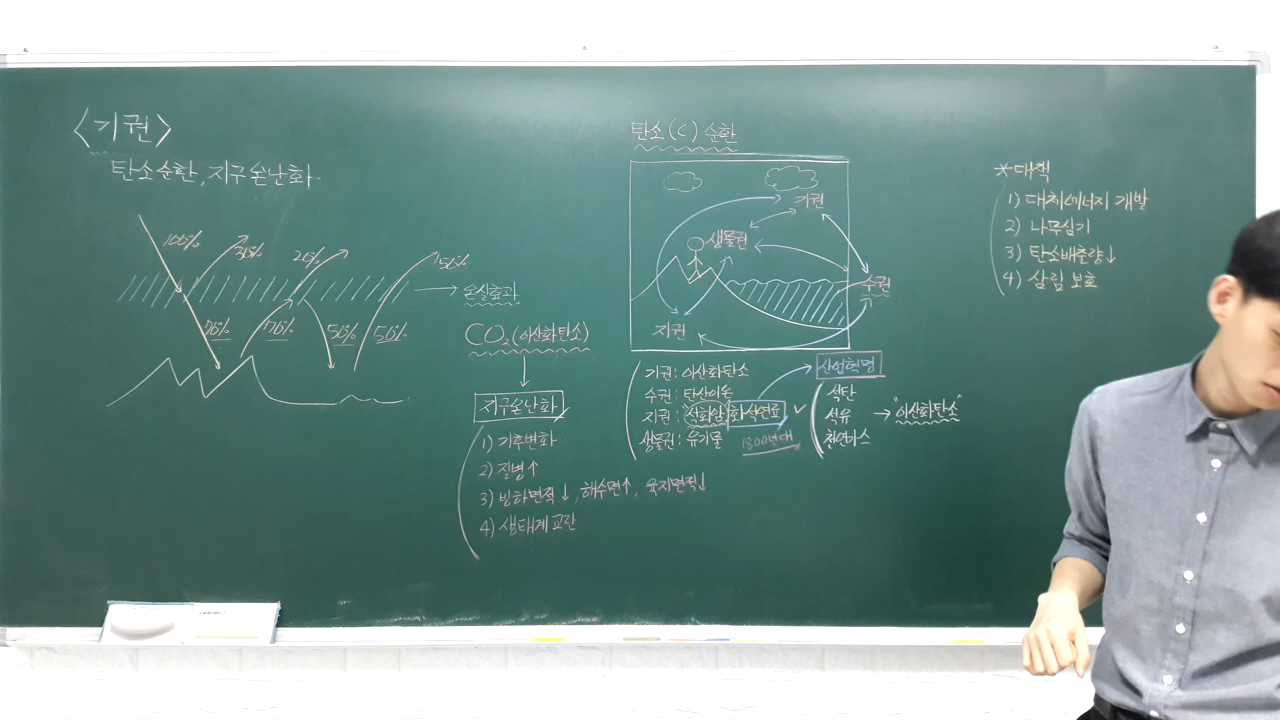 <기권>
탄소순환, 지구온난화
100%
30%
20%
50%
70%
70%
50%
50%
온실효과
CO2 (이산화탄소)
지구온난화
1) 기후변화
2) 질병↑
3) 빙하면적↓, 해수면↑, 육지면적↓
4) 생태계 교란
탄소(C) 순환
기권
생물권
수권
지권
기권: 이산화탄소
수권: 탄산이온
지권: 석회암 화석연료
생물권: 유기물
1800년대
산업혁명
석탄
석유 → "이산화탄소"
천연가스
*대책
1) 대체에너지 개발
2) 나무심기
3) 탄소배출량↓
4) 삼림 보호